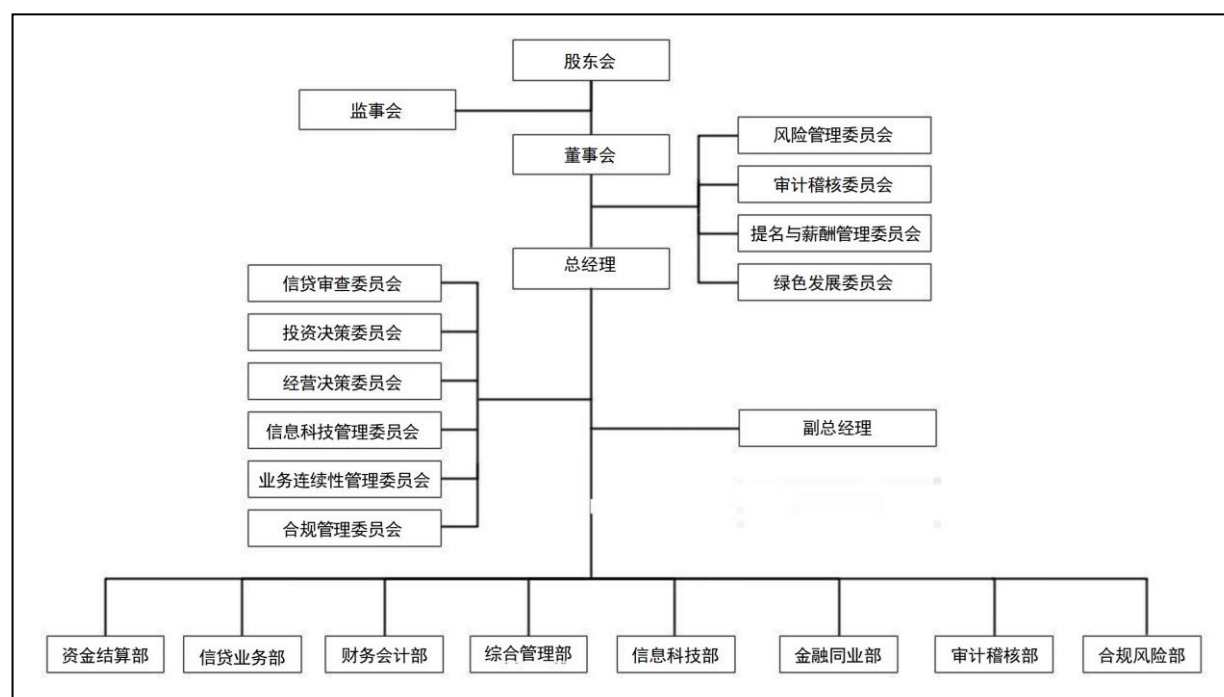 股东会
监事会
董事会
风险管理委员会
审计稽核委员会
提名与薪酬管理委员会
绿色发展委员会
总经理
信贷审查委员会
投资决策委员会
经营决策委员会
信息科技管理委员会
业务连续性管理委员会
合规管理委员会
副总经理
资金结算部
信贷业务部
财务会计部
综合管理部
信息科技部
金融同业部
审计稽核部
合规风险部